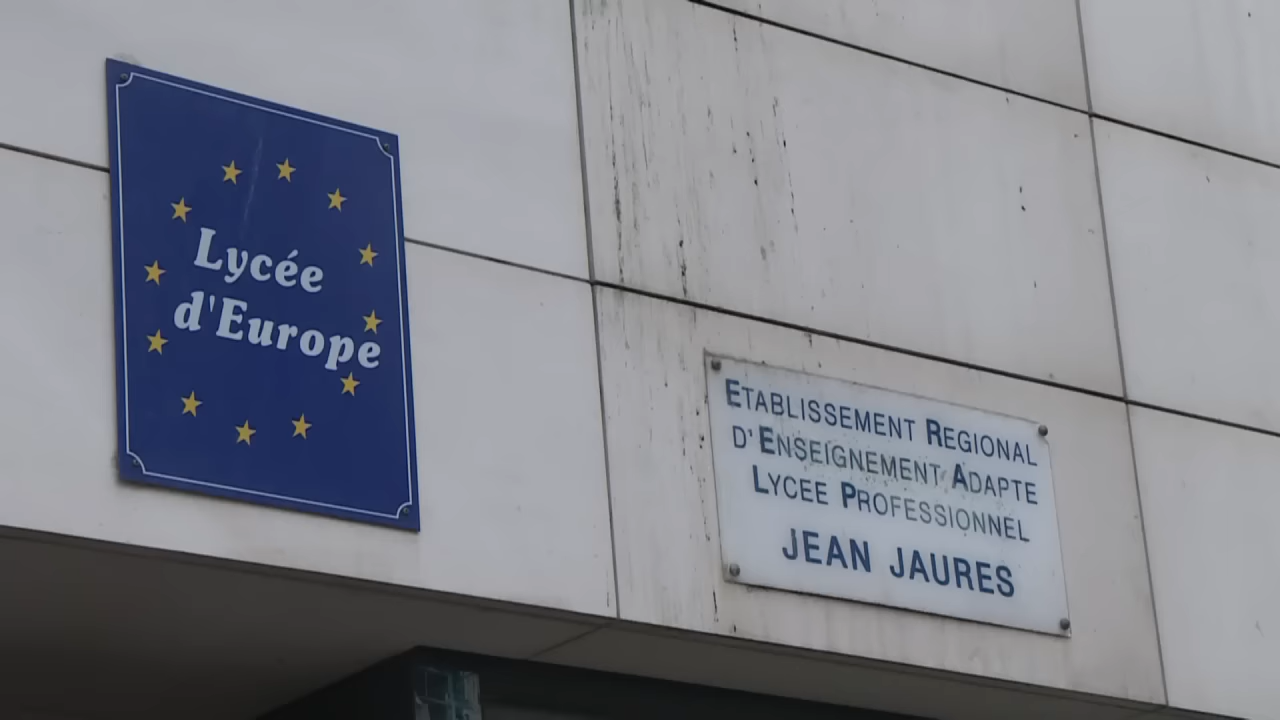 Lycée
d'Europe
ETABLISSEMENT REGIONAL
D'ENSEIGNEMENT ADAPTE
LYCEE PROFESSIONNEL
JEAN JAURES